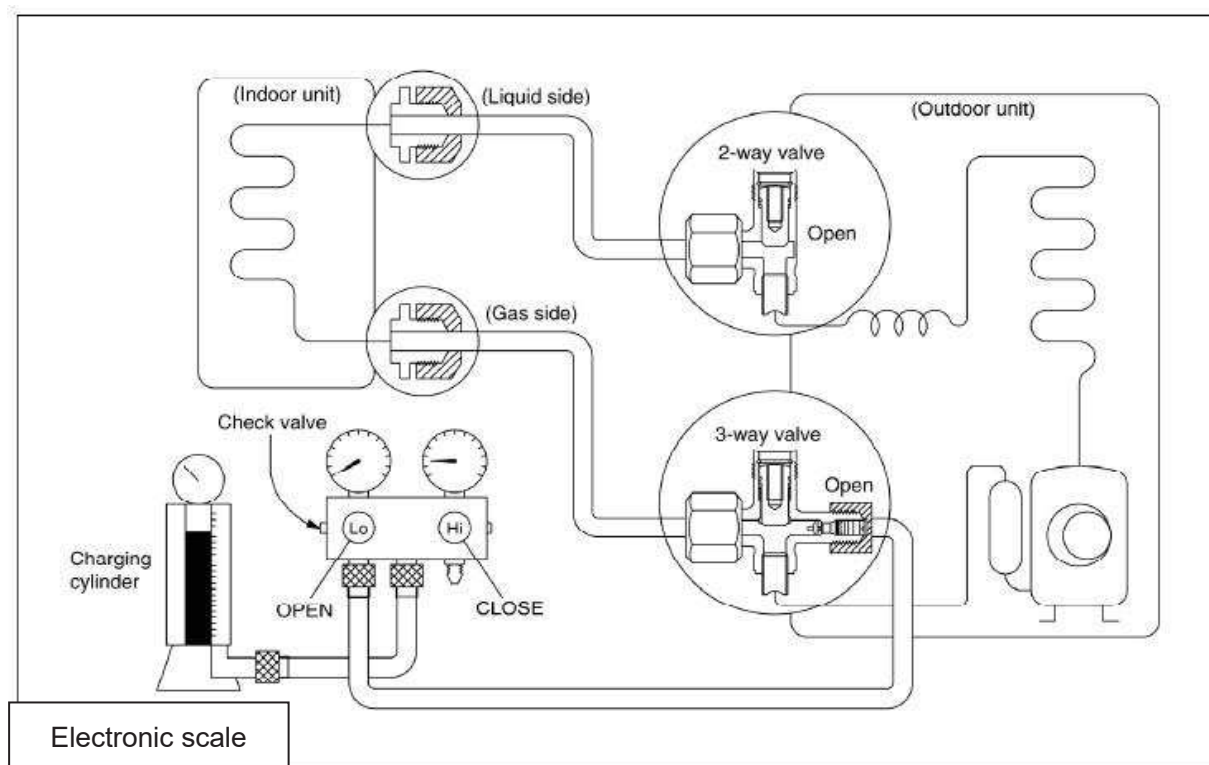 (Indoor unit)
(Liquid side)
(Outdoor unit)
2-way valve
Open
(Gas side)
Check valve
3-way valve
Open
Lo
Hi
Charging
cylinder
OPEN
CLOSE
Electronic scale